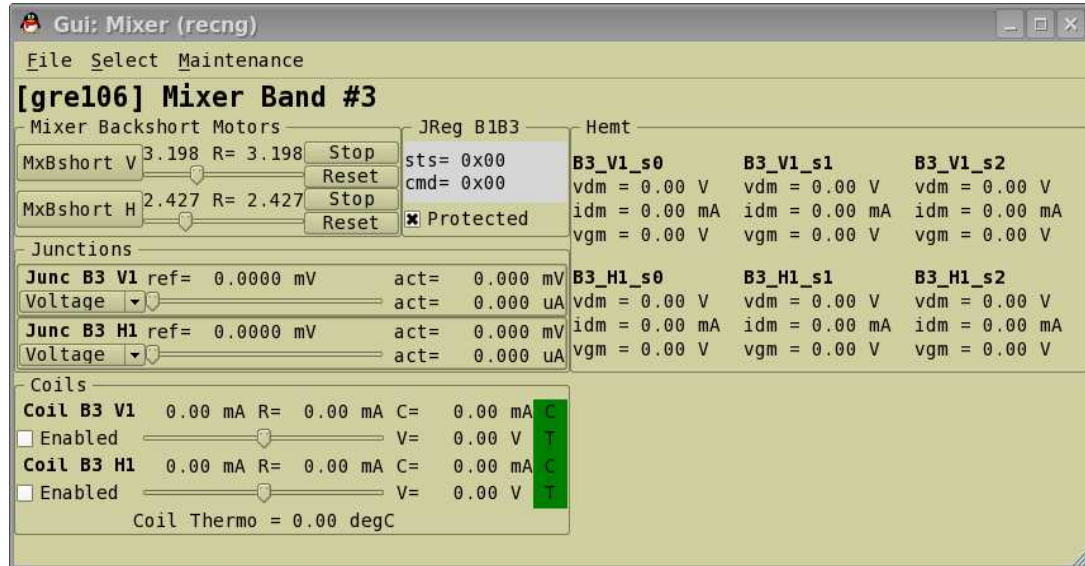 Gui: Mixer (recng)
File Select Maintenance
[gre106] Mixer Band #3
Mixer Backshort Motors
MxBshort V 3.198 R= 3.198 Stop
Reset
MxBshort H 2.427 R= 2.427 Stop
Reset
JReg B1B3
sts= 0x00
cmd= 0x00
Protected
Hemt
B3_V1_s0 B3_V1_s1 B3_V1_s2
vdm = 0.00 V vdm = 0.00 V vdm = 0.00 V
idm = 0.00 mA idm = 0.00 mA idm = 0.00 mA
vgm = 0.00 V vgm = 0.00 V vgm = 0.00 V
B3_H1_s0 B3_H1_s1 B3_H1_s2
vdm = 0.00 V vdm = 0.00 V vdm = 0.00 V
idm = 0.00 mA idm = 0.00 mA idm = 0.00 mA
vgm = 0.00 V vgm = 0.00 V vgm = 0.00 V
Junctions
Junc B3 V1 ref= 0.0000 mV act= 0.000 mV
Voltage act= 0.000 uA
Junc B3 H1 ref= 0.0000 mV act= 0.000 mV
Voltage act= 0.000 uA
Coils
Coil B3 V1 0.00 mA R= 0.00 mA C= 0.00 mA C
Enabled V= 0.00 V T
Coil B3 H1 0.00 mA R= 0.00 mA C= 0.00 mA C
Enabled V= 0.00 V T
Coil Thermo = 0.00 degC